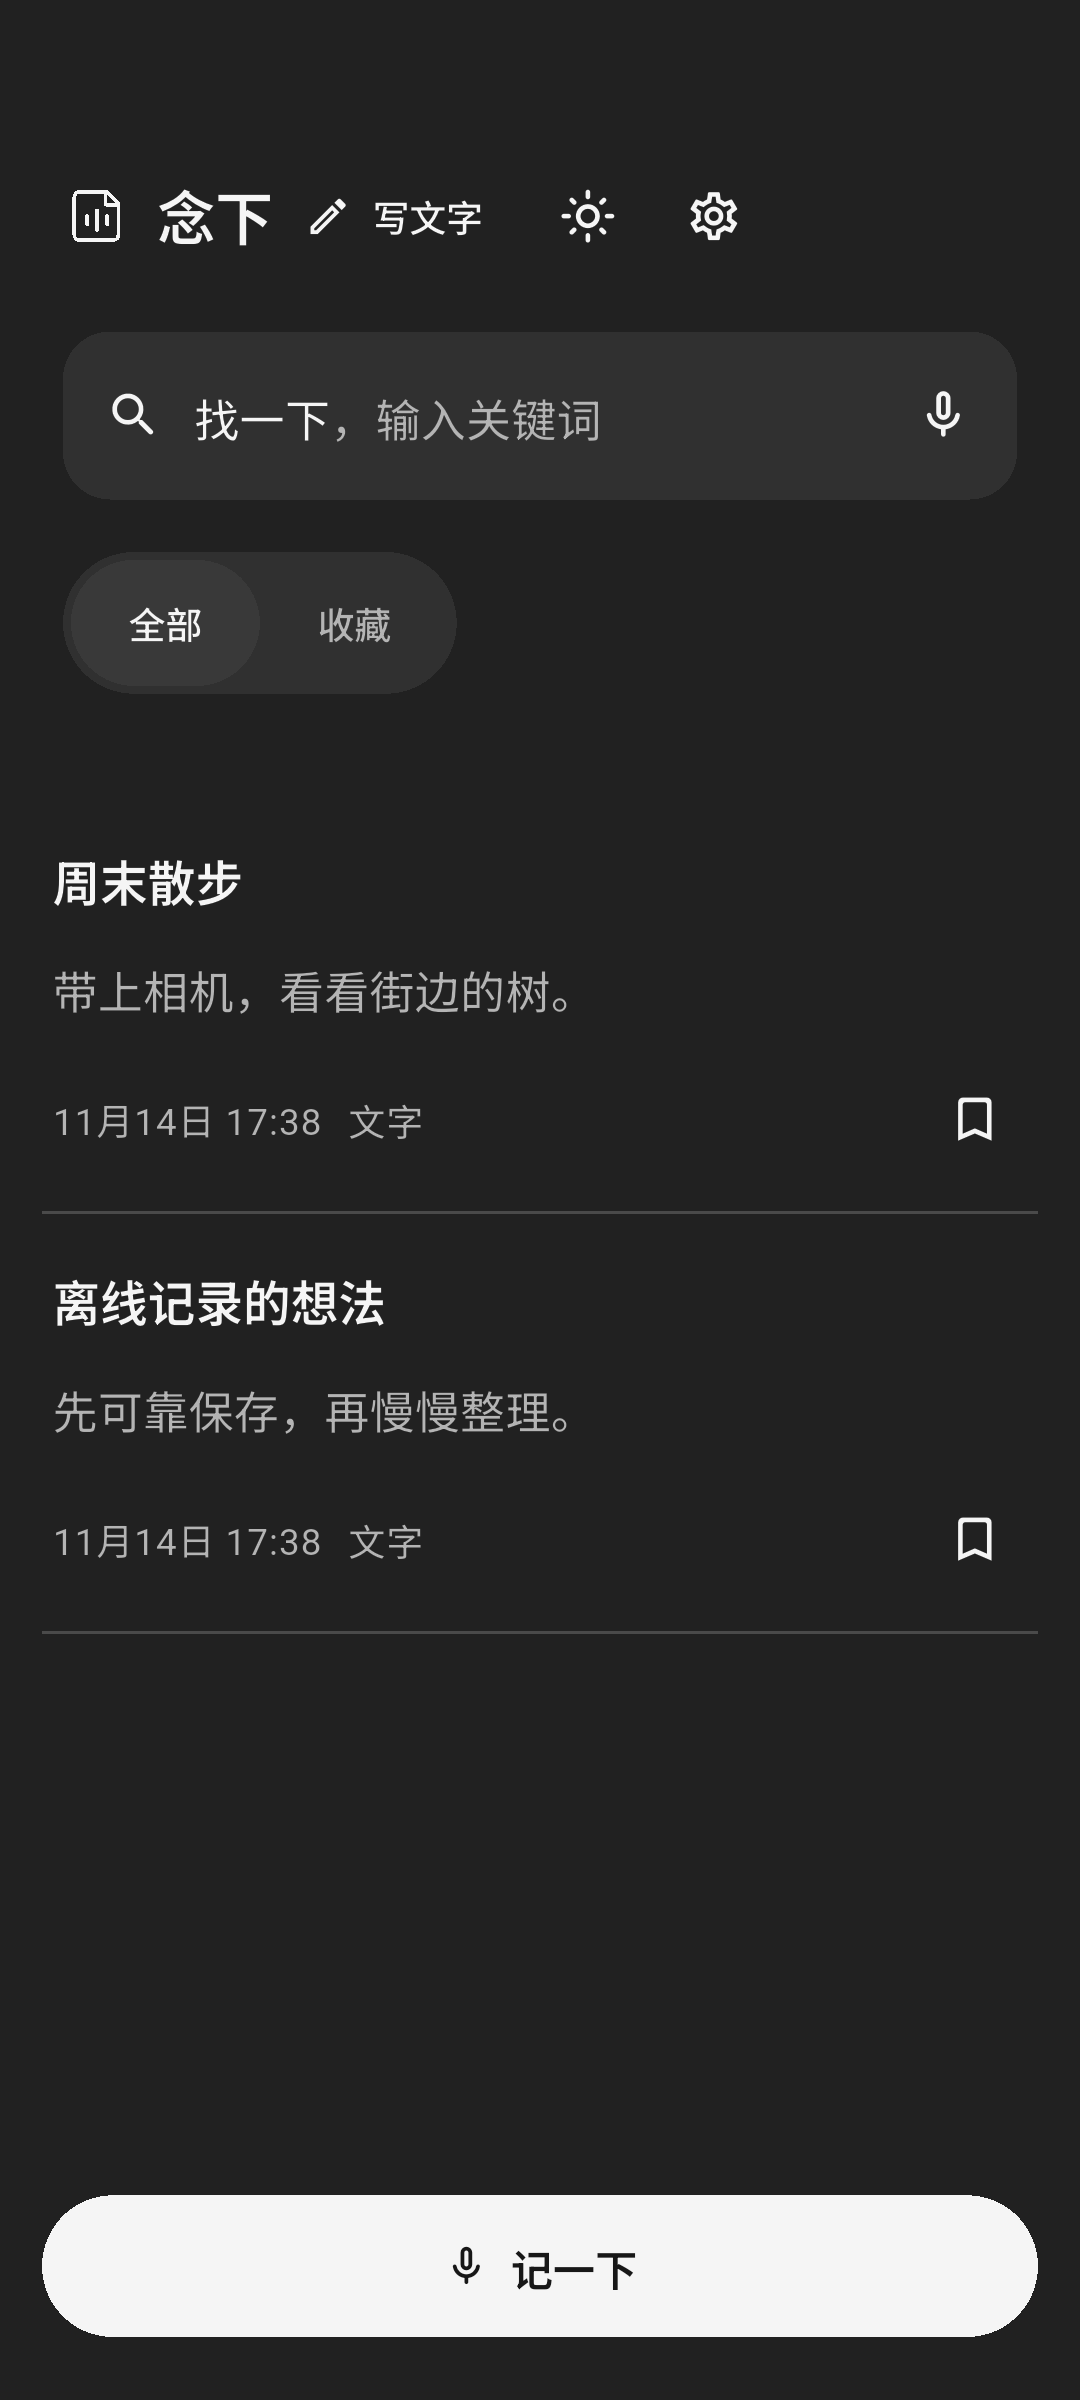 念下 写文字
找一下，输入关键词
全部 收藏
周末散步
带上相机，看看街边的树。
11月14日 17:38 文字
离线记录的想法
先可靠保存，再慢慢整理。
11月14日 17:38 文字
记一下